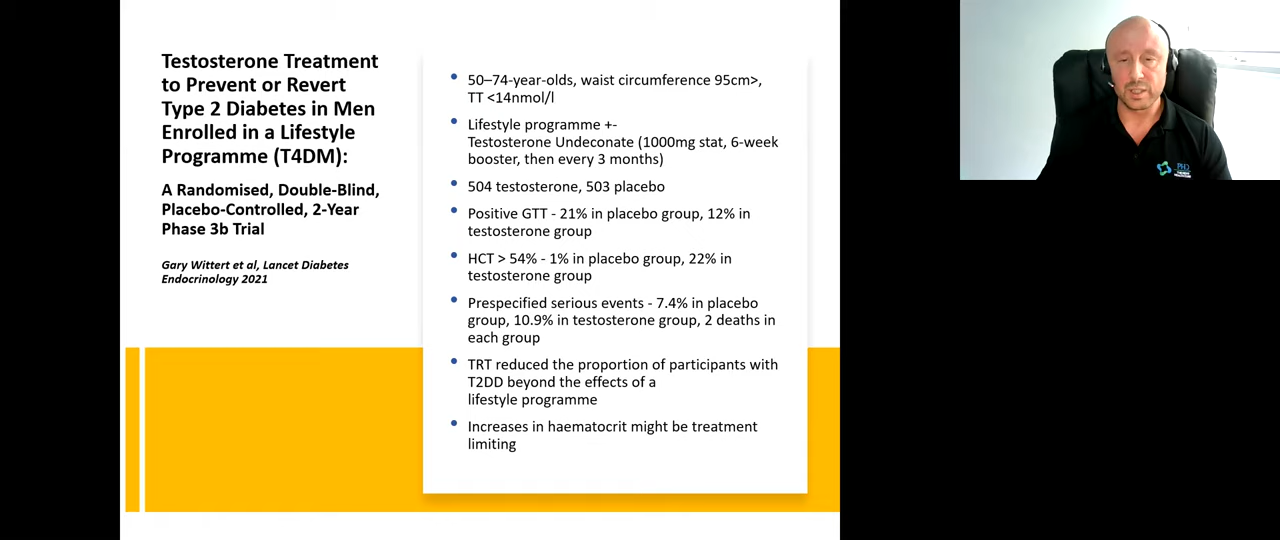 Testosterone Treatment
to Prevent or Revert
Type 2 Diabetes in Men
Enrolled in a Lifestyle
Programme (T4DM):
A Randomised, Double-Blind,
Placebo-Controlled, 2-Year
Phase 3b Trial
Gary Wittert et al, Lancet Diabetes
Endocrinology 2021
• 50–74-year-olds, waist circumference 95cm>,
TT <14nmol/l
• Lifestyle programme +-
Testosterone Undeconate (1000mg stat, 6-week
booster, then every 3 months)
• 504 testosterone, 503 placebo
• Positive GTT - 21% in placebo group, 12% in
testosterone group
• HCT > 54% - 1% in placebo group, 22% in
testosterone group
• Prespecified serious events - 7.4% in placebo
group, 10.9% in testosterone group, 2 deaths in
each group
• TRT reduced the proportion of participants with
T2DD beyond the effects of a
lifestyle programme
• Increases in haematocrit might be treatment
limiting